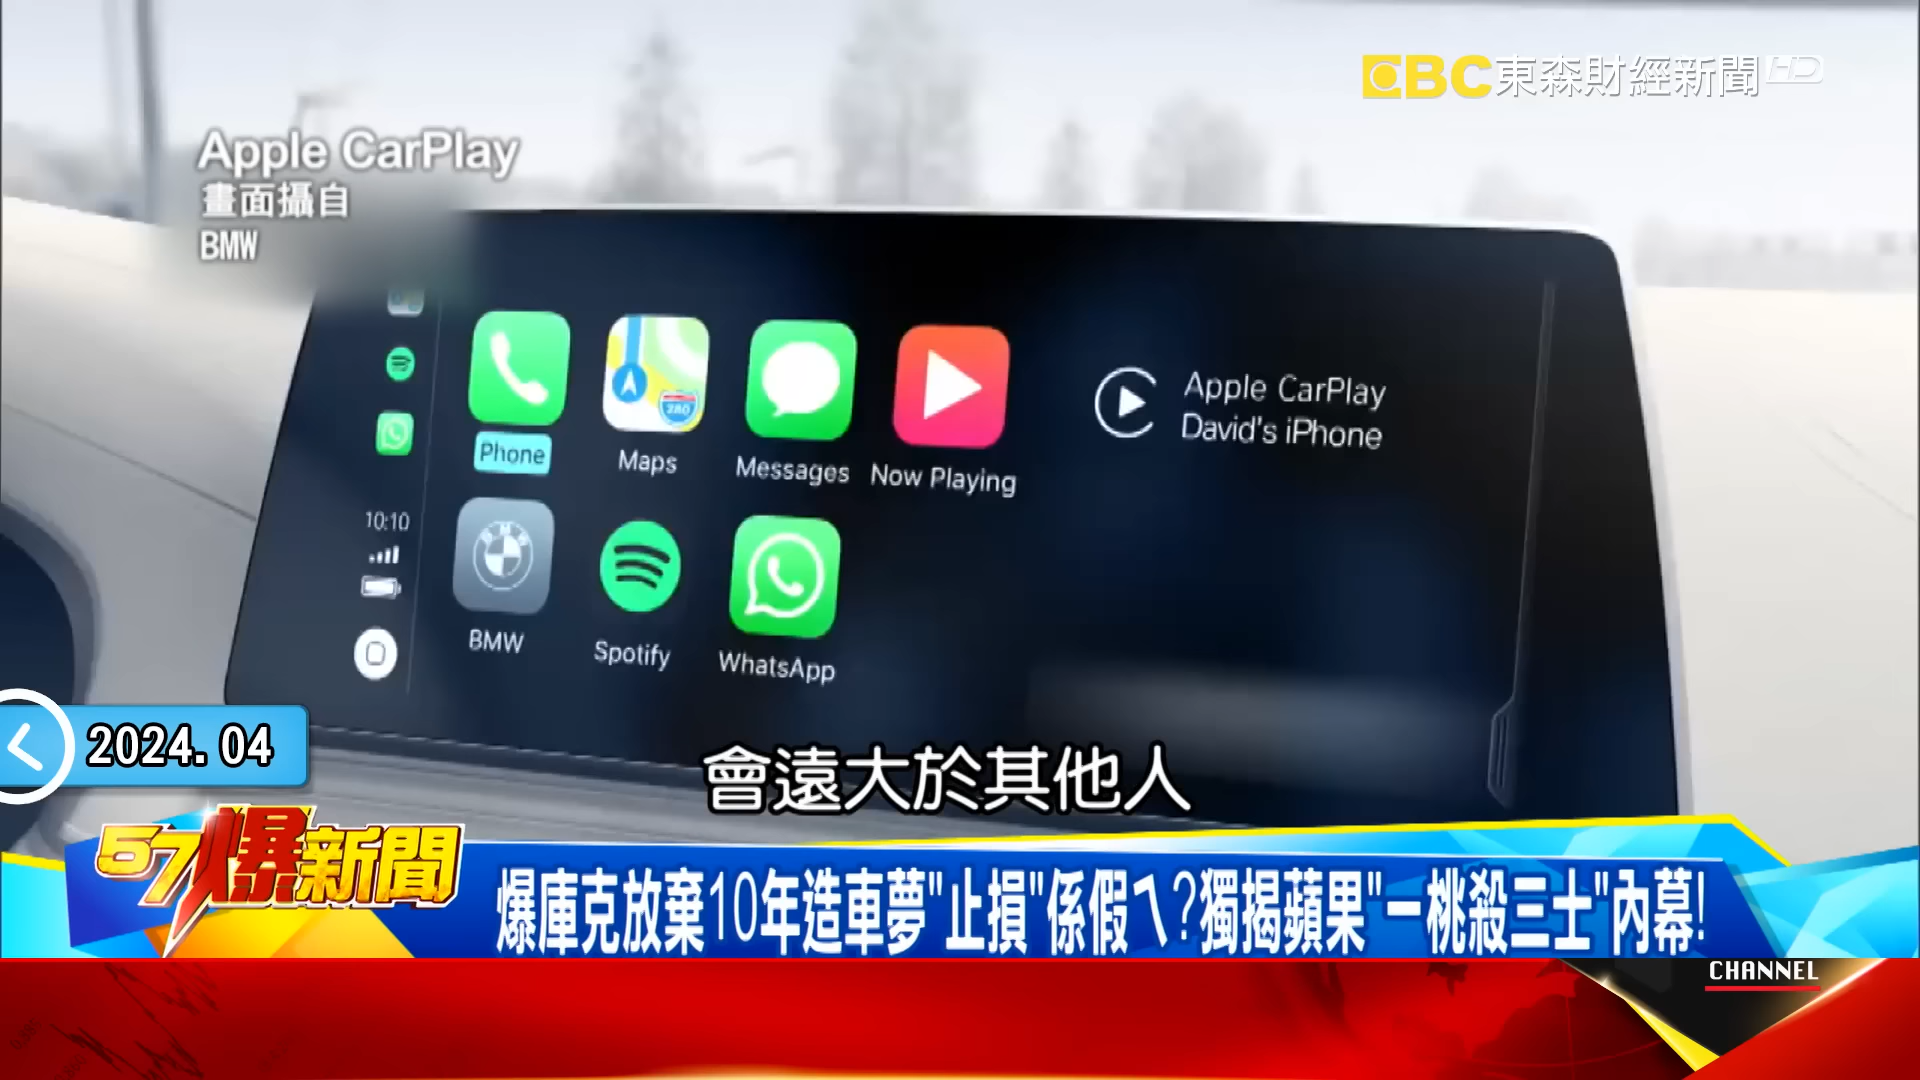 EBC東森財經新聞HD
Apple CarPlay
畫面攝自
BMW
Phone
Maps
Messages
Now Playing
Apple CarPlay
David's iPhone
280
10:10
BMW
Spotify
WhatsApp
2024.04
會遠大於其他人
57爆新聞
爆庫克放棄10年造車夢"止損"係假ㄟ?獨揭蘋果"一桃殺三士"內幕!
CHANNEL